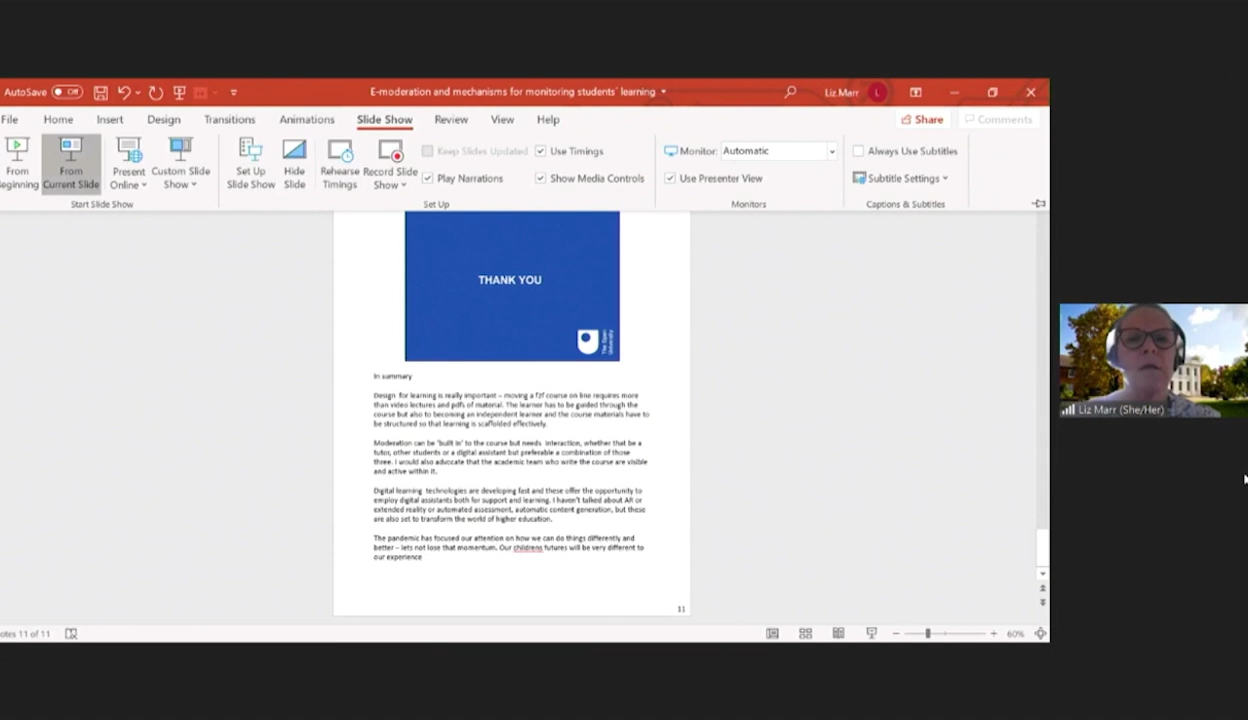 AutoSave Off E-moderation and mechanisms for monitoring students' learning Liz Marr L
File Home Insert Design Transitions Animations Slide Show Review View Help Share Comments
From Beginning
From Current Slide
Present Online
Custom Slide Show
Set Up Slide Show
Hide Slide
Rehearse Timings
Record Slide Show
Keep Slides Updated
Use Timings
Play Narrations
Show Media Controls
Monitor: Automatic
Use Presenter View
Always Use Subtitles
Subtitle Settings
Start Slide Show
Set Up
Monitors
Captions & Subtitles
THANK YOU
The Open
University
In summary
Design for learning is really important – moving a f2f course on line requires more
than video lectures and pdfs of material. The learner has to be guided through the
course but also to becoming an independent learner and the course materials have to
be structured so that learning is scaffolded effectively.
Moderation can be 'built in' to the course but needs interaction, whether that be a
tutor, other students or a digital assistant but preferable a combination of those
three. I would also advocate that the academic team who write the course are visible
and active within it.
Digital learning technologies are developing fast and these offer the opportunity to
employ digital assistants both for support and learning. I haven't talked about AR or
extended reality or automated assessment, automatic content generation, but these
are also set to transform the world of higher education.
The pandemic has focused our attention on how we can do things differently and
better – lets not lose that momentum. Our childrens futures will be very different to
our experience
11
Liz Marr (She/Her)
otes 11 of 11
60%